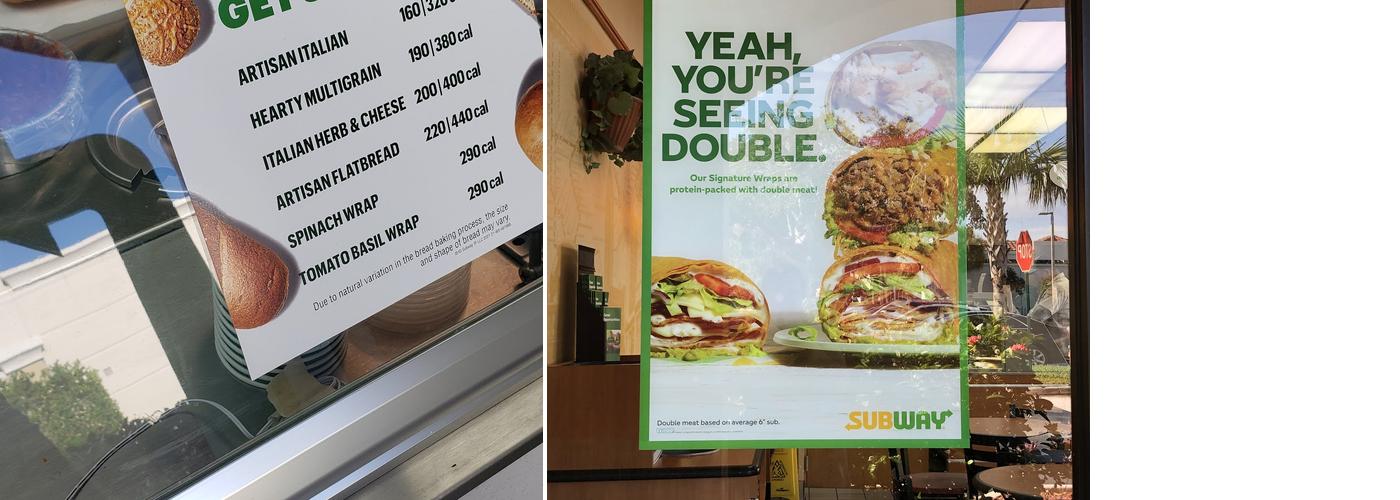 GET
ARTISAN ITALIAN 160|320
HEARTY MULTIGRAIN 190|380 cal
ITALIAN HERB & CHEESE 200|400 cal
ARTISAN FLATBREAD 220|440 cal
SPINACH WRAP 290 cal
TOMATO BASIL WRAP 290 cal
Due to natural variation in the bread baking process, the size
and shape of bread may vary.
YEAH,
YOU'RE
SEEING
DOUBLE.
Our Signature Wraps are
protein-packed with double meat!
Double meat based on average 6" sub.
SUBWAY
STOP